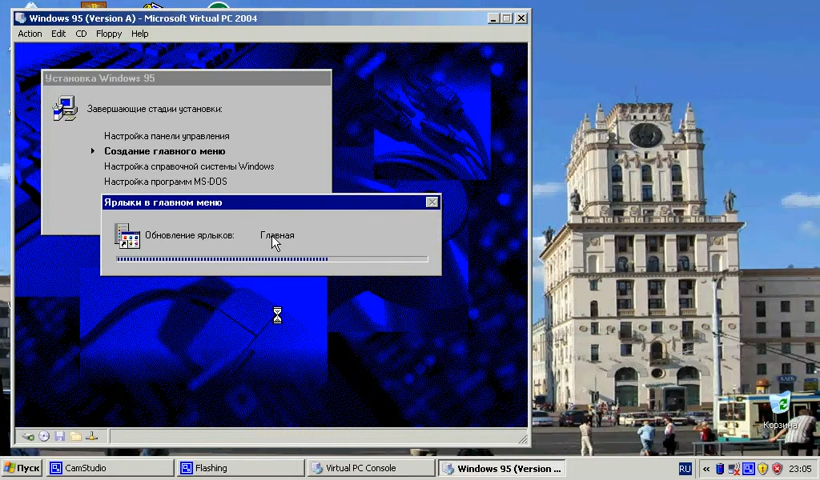 Windows 95 (Version A) - Microsoft Virtual PC 2004
Action Edit CD Floppy Help
Установка Windows 95
Завершающие стадии установки:
Настройка панели управления
Создание главного меню
Настройка справочной системы Windows
Настройка программ MS-DOS
Ярлыки в главном меню
Обновление ярлыков: Главная
Корзина
Пуск CamStudio Flashing Virtual PC Console Windows 95 (Version ... RU « 23:05